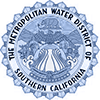 THE METROPOLITAN WATER DISTRICT OF
SOUTHERN CALIFORNIA